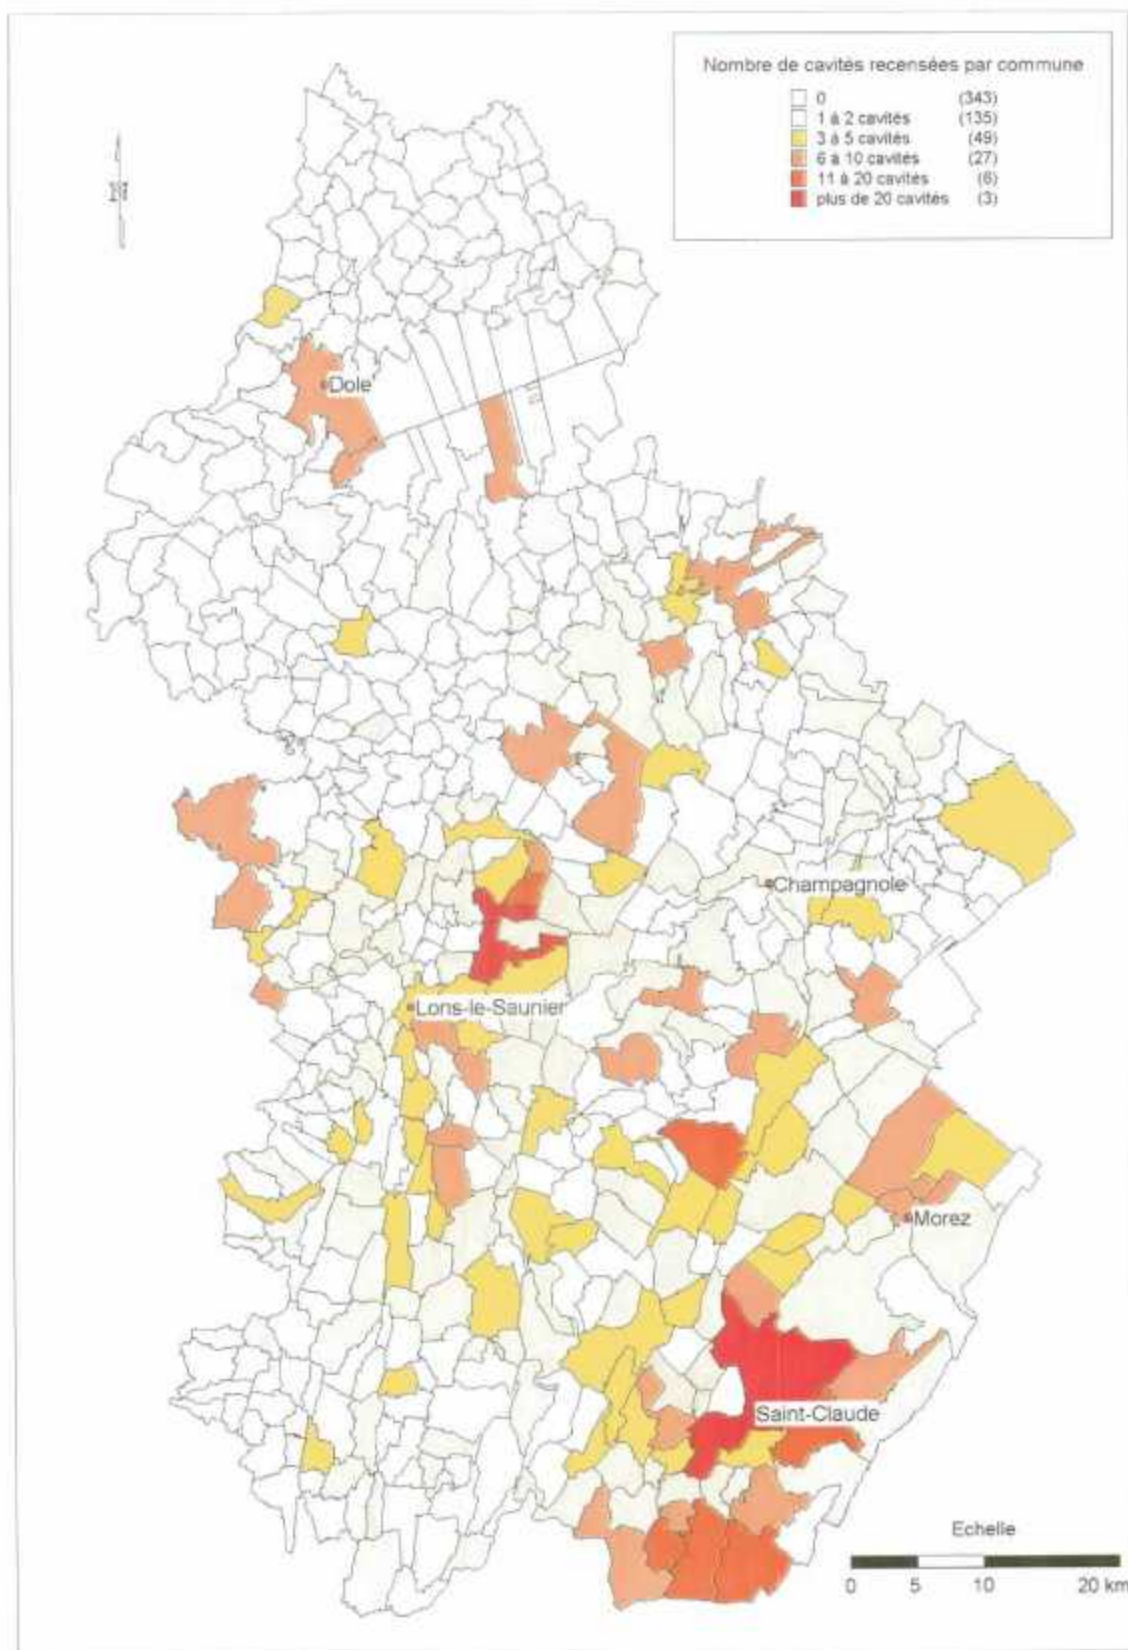 Nombre de cavités recensées par commune
0 (343)
1 à 2 cavités (135)
3 à 5 cavités (49)
6 à 10 cavités (27)
11 à 20 cavités (6)
plus de 20 cavités (3)
Dole
Champagnole
Lons-le-Saunier
Morez
Saint-Claude
Echelle
0 5 10 20 km